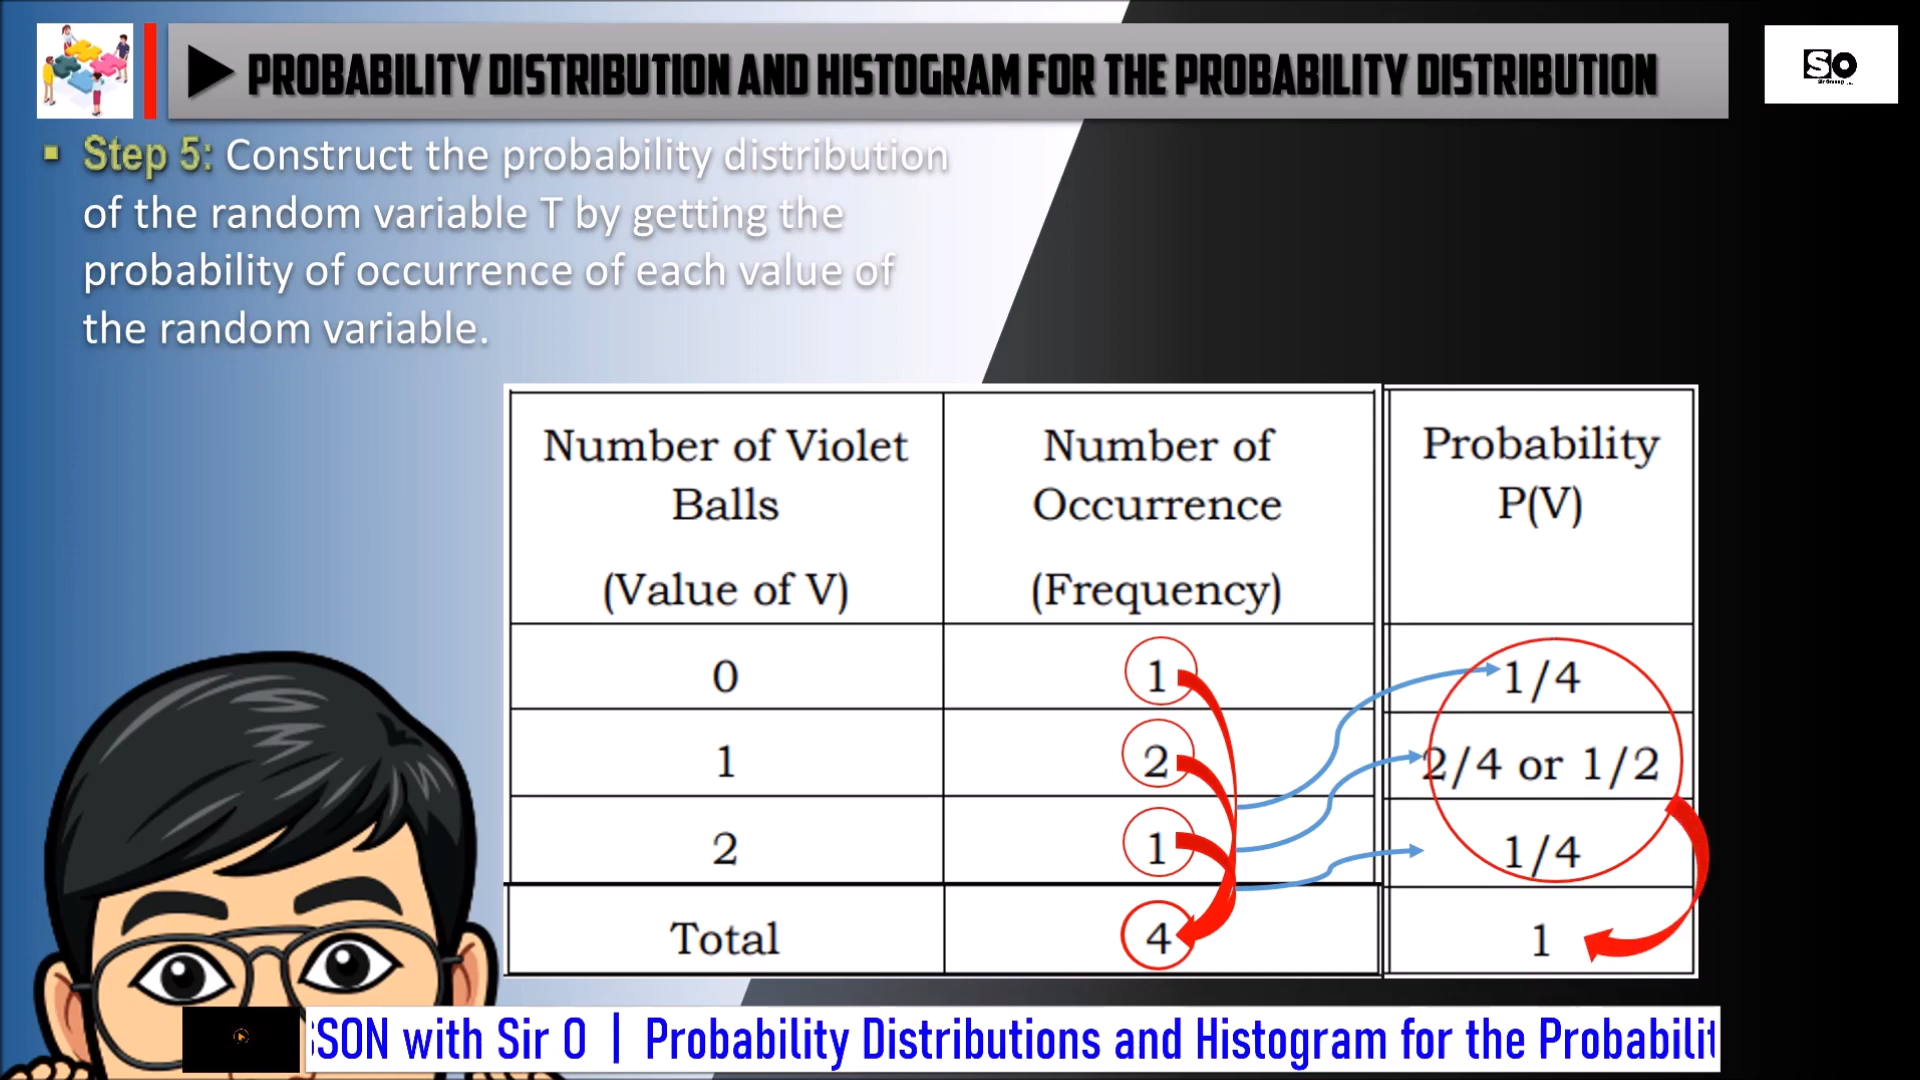 PROBABILITY DISTRIBUTION AND HISTOGRAM FOR THE PROBABILITY DISTRIBUTION
SO
Step 5: Construct the probability distribution
of the random variable T by getting the
probability of occurrence of each value of
the random variable.
Number of Violet
Balls
(Value of V)
Number of
Occurrence
(Frequency)
Probability
P(V)
0 1 1/4
1 2 2/4 or 1/2
2 1 1/4
Total 4 1
SSON with Sir O | Probability Distributions and Histogram for the Probabilit